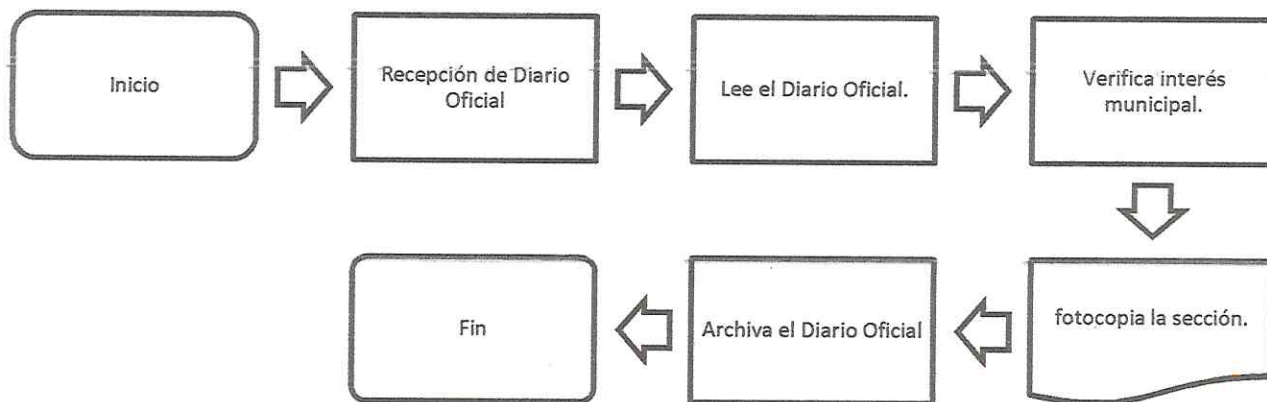 Inicio
Recepción de Diario
Oficial
Lee el Diario Oficial.
Verifica interés
municipal.
fotocopia la sección.
Archiva el Diario Oficial
Fin